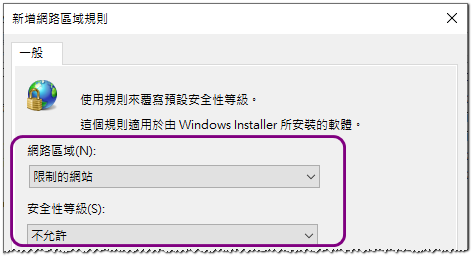 新增網路區域規則
一般
使用規則來覆寫預設安全性等級。
這個規則適用於由 Windows Installer 所安裝的軟體。
網路區域(N):
限制的網站
安全性等級(S):
不允許